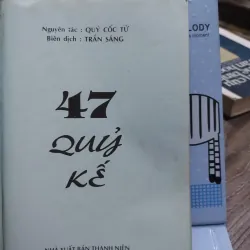 Nguyên tác : QUỶ CỐC TỬ
Biên dịch : TRẦN SÁNG
47
QUỶ
KẾ
NHÀ XUẤT BẢN THANH NIÊN
LODY